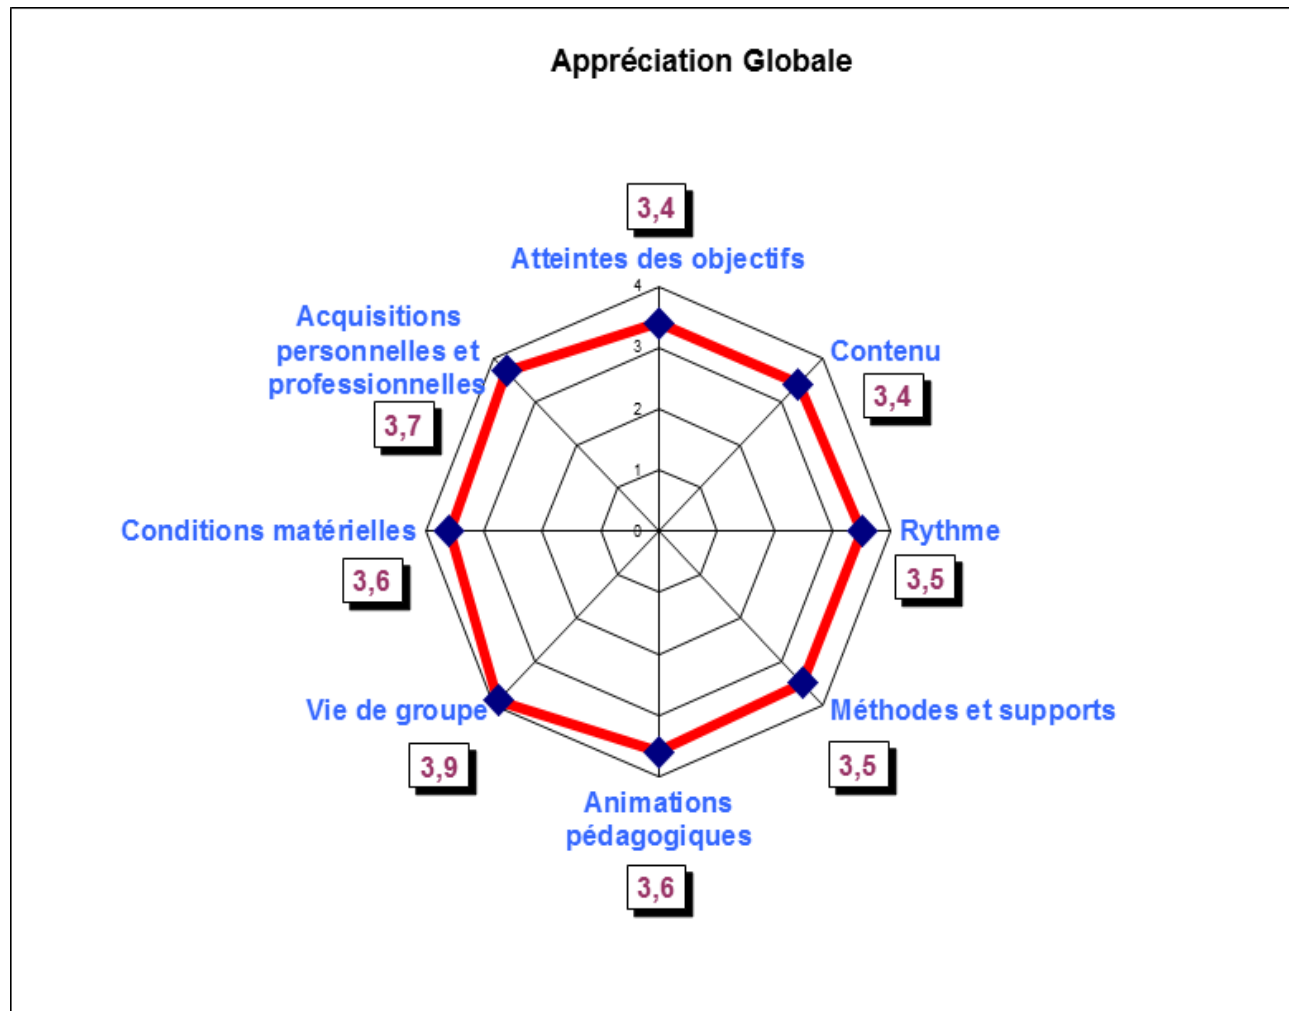 Appréciation Globale
3,4
Atteintes des objectifs
4
3
2
1
0
Contenu
3,4
Rythme
3,5
Méthodes et supports
3,5
Animations
pédagogiques
3,6
Vie de groupe
3,9
Conditions matérielles
3,6
Acquisitions
personnelles et
professionnelles
3,7